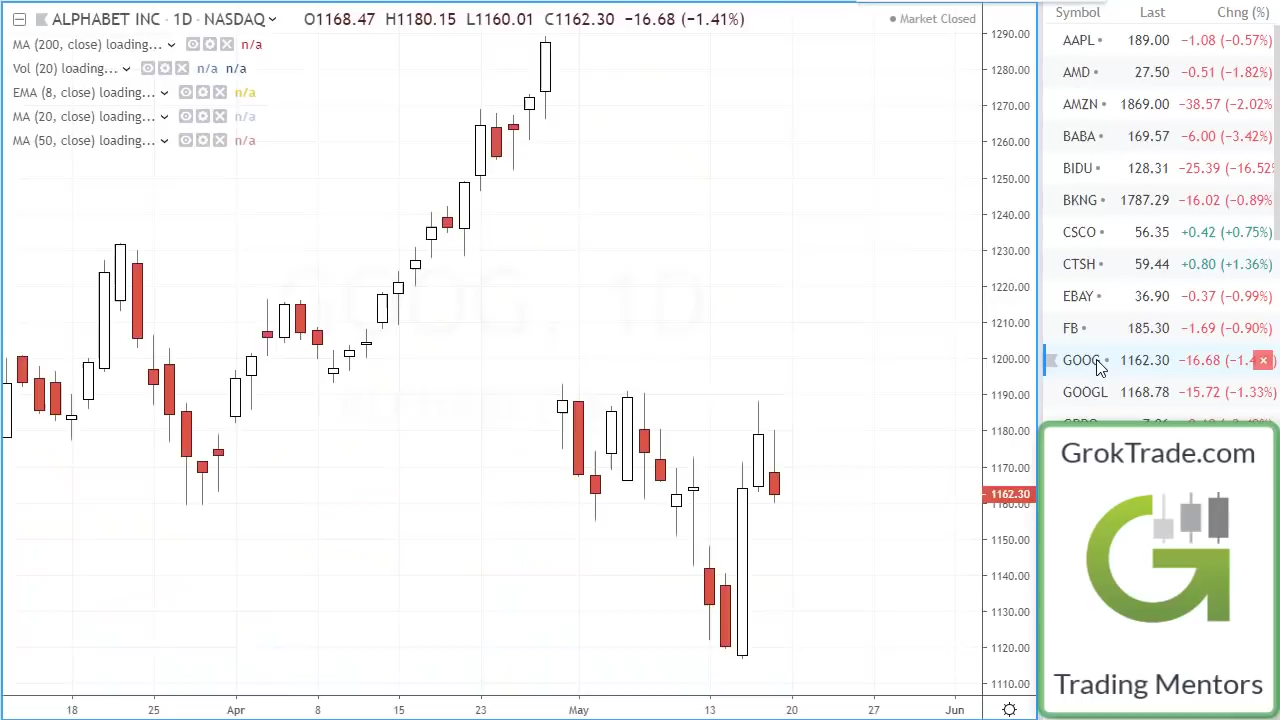 ALPHABET INC · 1D · NASDAQ O1168.47 H1180.15 L1160.01 C1162.30 −16.68 (−1.41%)
Market Closed
MA (200, close) loading... n/a
Vol (20) loading... n/a n/a
EMA (8, close) loading... n/a
MA (20, close) loading... n/a
MA (50, close) loading... n/a
GOOG, 1D
1290.00
1280.00
1270.00
1260.00
1250.00
1240.00
1230.00
1220.00
1210.00
1200.00
1190.00
1180.00
1170.00
1162.30
1160.00
1150.00
1140.00
1130.00
1120.00
1110.00
18 25 Apr 8 15 23 May 13 20 27 Jun
Symbol Last Chng (%)
AAPL 189.00 −1.08 (−0.57%)
AMD 27.50 −0.51 (−1.82%)
AMZN 1869.00 −38.57 (−2.02%)
BABA 169.57 −6.00 (−3.42%)
BIDU 128.31 −25.39 (−16.52%
BKNG 1787.29 −16.02 (−0.89%)
CSCO 56.35 +0.42 (+0.75%)
CTSH 59.44 +0.80 (+1.36%)
EBAY 36.90 −0.37 (−0.99%)
FB 185.30 −1.69 (−0.90%)
GOOG 1162.30 −16.68 (−1.4
GOOGL 1168.78 −15.72 (−1.33%)
GrokTrade.com
G
Trading Mentors